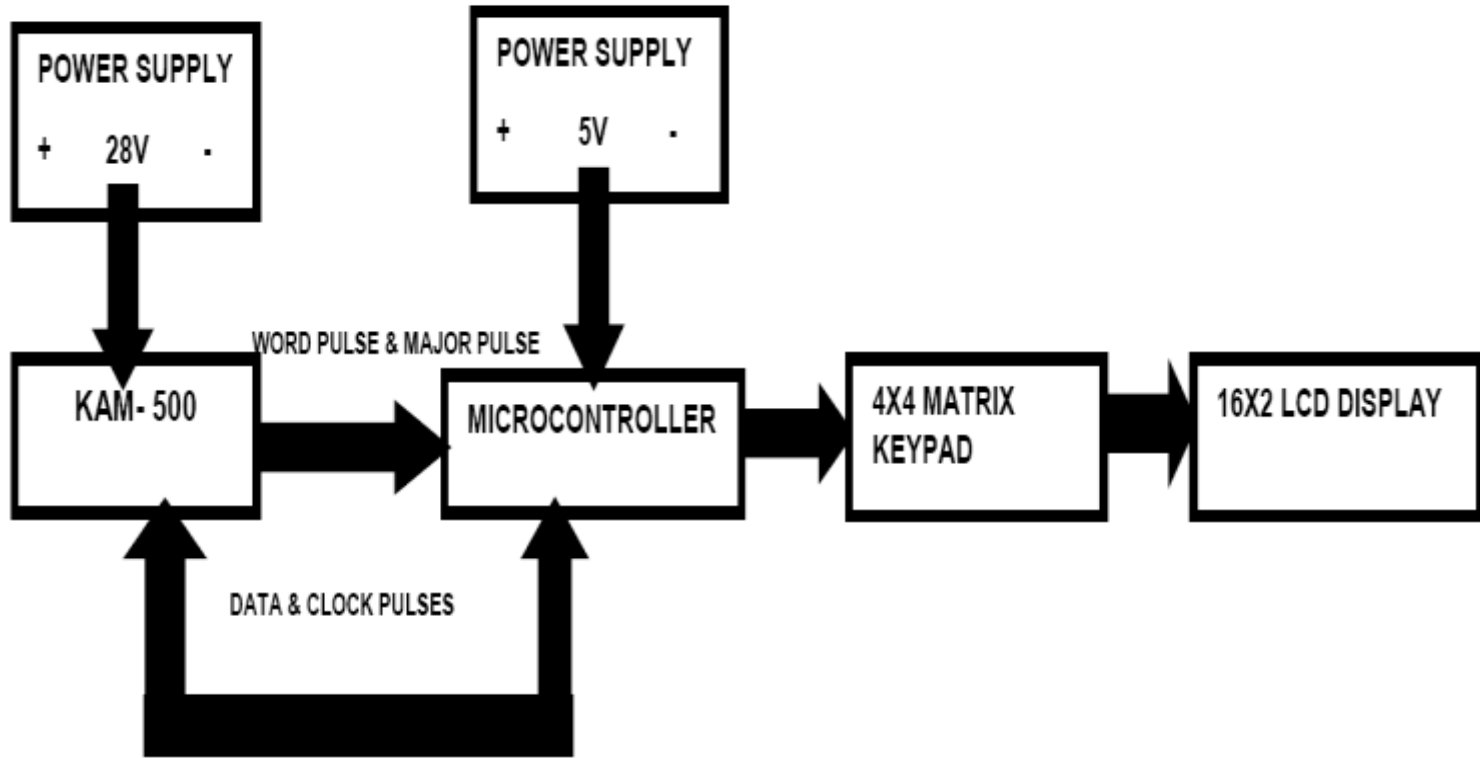 POWER SUPPLY
+ 28V -
POWER SUPPLY
+ 5V -
WORD PULSE & MAJOR PULSE
KAM- 500
MICROCONTROLLER
4X4 MATRIX
KEYPAD
16X2 LCD DISPLAY
DATA & CLOCK PULSES